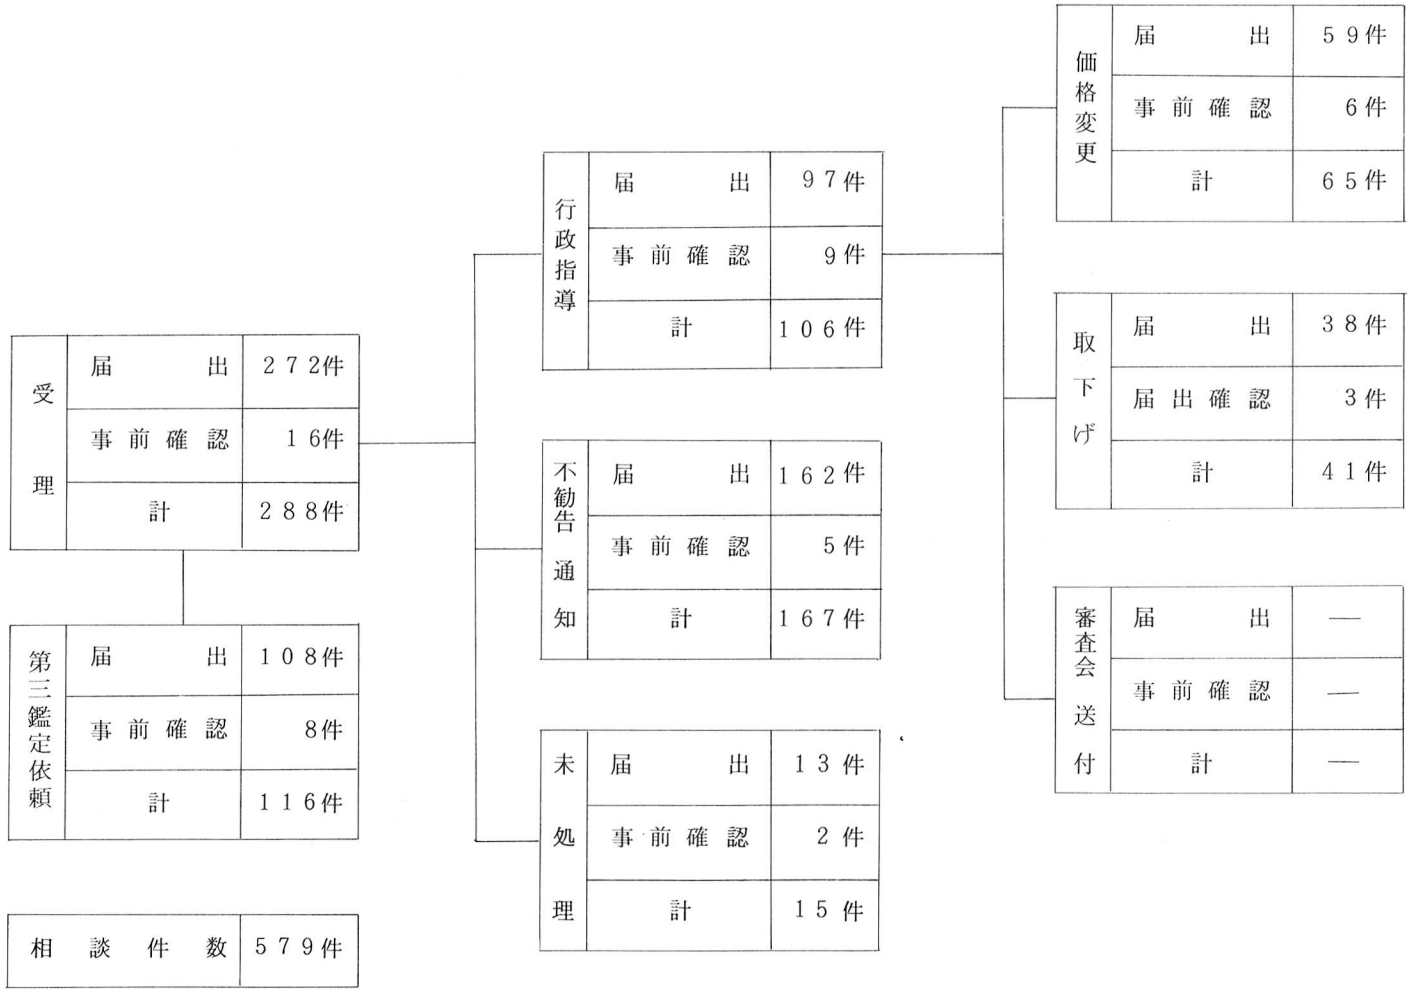 受理
届出 272件
事前確認 16件
計 288件
第三鑑定依頼
届出 108件
事前確認 8件
計 116件
相談件数 579件
行政指導
届出 97件
事前確認 9件
計 106件
不勧告通知
届出 162件
事前確認 5件
計 167件
未処理
届出 13件
事前確認 2件
計 15件
価格変更
届出 59件
事前確認 6件
計 65件
取下げ
届出 38件
届出確認 3件
計 41件
審査会送付
届出 —
事前確認 —
計 —